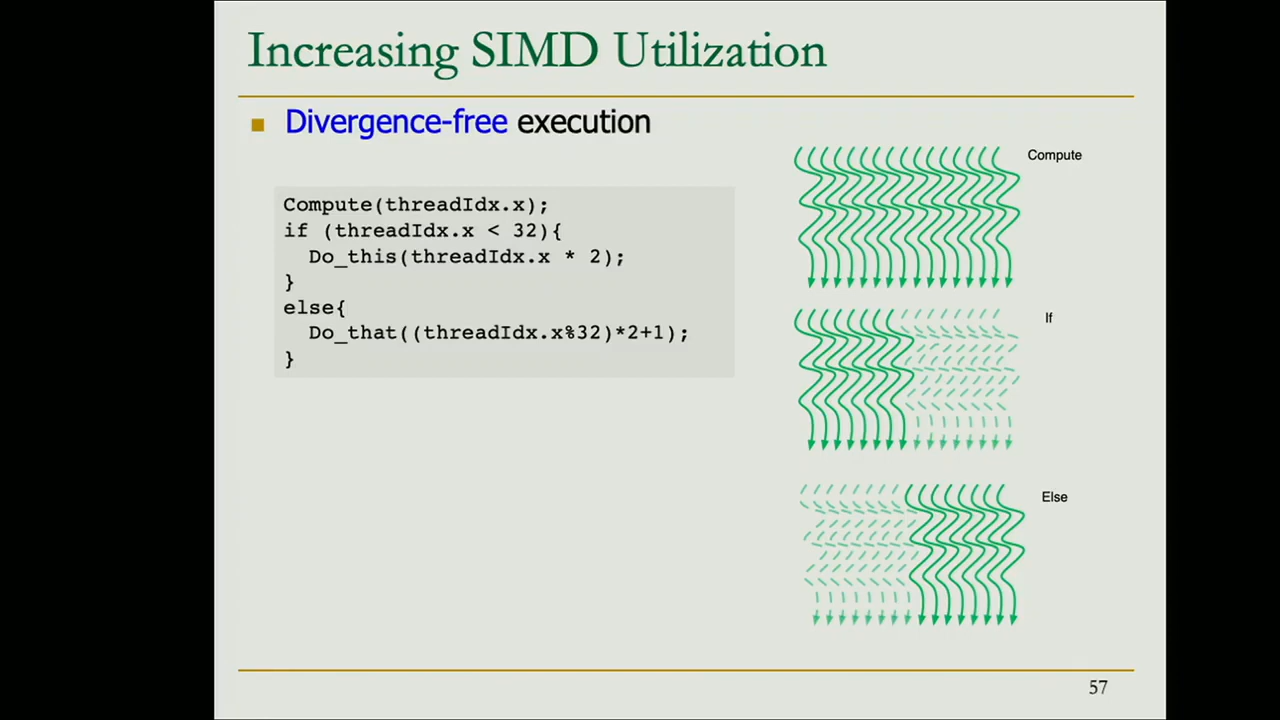 Increasing SIMD Utilization
Divergence-free execution
Compute(threadIdx.x);
if (threadIdx.x < 32){
Do_this(threadIdx.x * 2);
}
else{
Do_that((threadIdx.x%32)*2+1);
}
Compute
If
Else
57